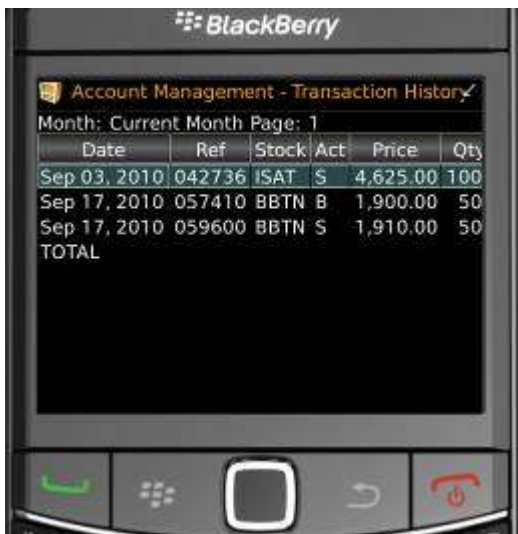 BlackBerry
Account Management - Transaction History
Month: Current Month Page: 1
Date Ref Stock Act Price Qty
Sep 03, 2010 042736 ISAT S 4,625.00 100
Sep 17, 2010 057410 BBTN B 1,900.00 50
Sep 17, 2010 059600 BBTN S 1,910.00 50
TOTAL